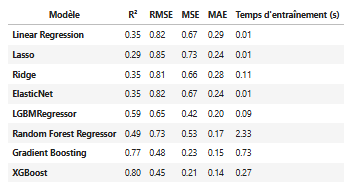 Modèle R² RMSE MSE MAE Temps d'entraînement (s)
Linear Regression 0.35 0.82 0.67 0.29 0.01
Lasso 0.29 0.85 0.73 0.24 0.01
Ridge 0.35 0.81 0.66 0.28 0.11
ElasticNet 0.35 0.82 0.67 0.24 0.01
LGBMRegressor 0.59 0.65 0.42 0.20 0.09
Random Forest Regressor 0.49 0.73 0.53 0.17 2.33
Gradient Boosting 0.77 0.48 0.23 0.15 0.73
XGBoost 0.80 0.45 0.21 0.14 0.27